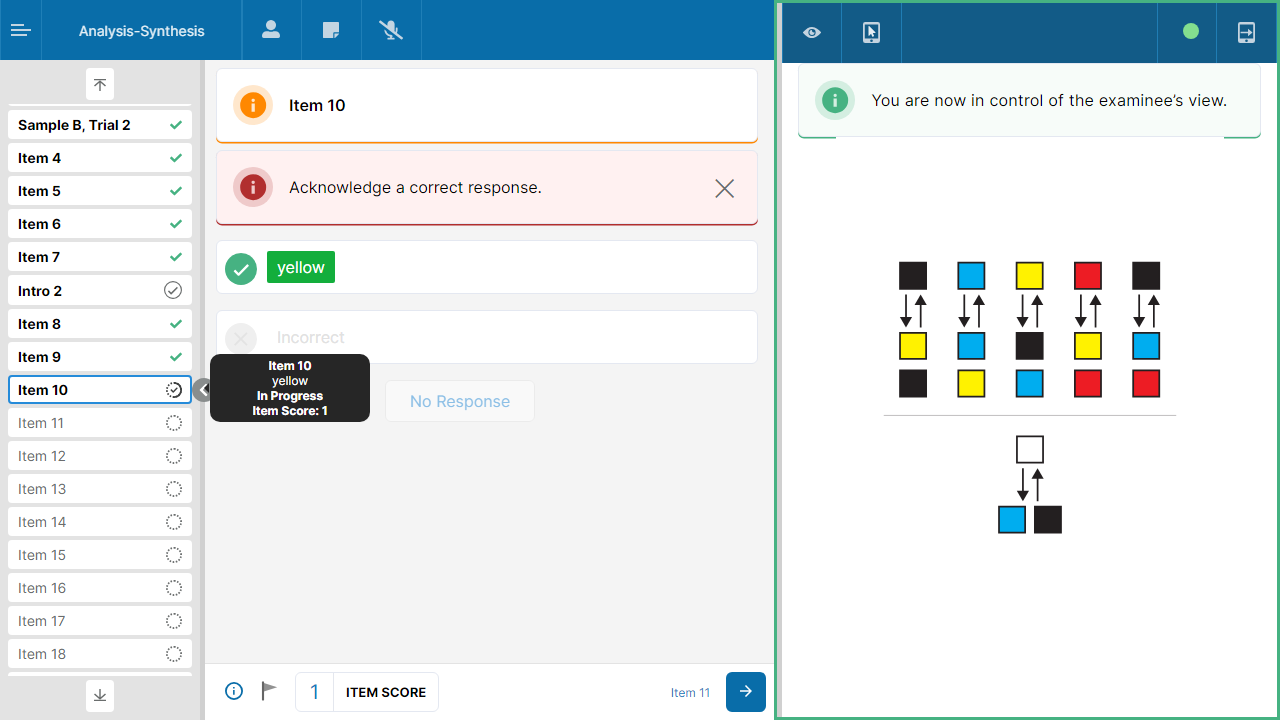 Analysis-Synthesis
Sample B, Trial 2
Item 4
Item 5
Item 6
Item 7
Intro 2
Item 8
Item 9
Item 10
Item 11
Item 12
Item 13
Item 14
Item 15
Item 16
Item 17
Item 18
Item 10
Acknowledge a correct response.
yellow
Incorrect
Item 10
yellow
In Progress
Item Score: 1
No Response
1 ITEM SCORE
Item 11
You are now in control of the examinee’s view.